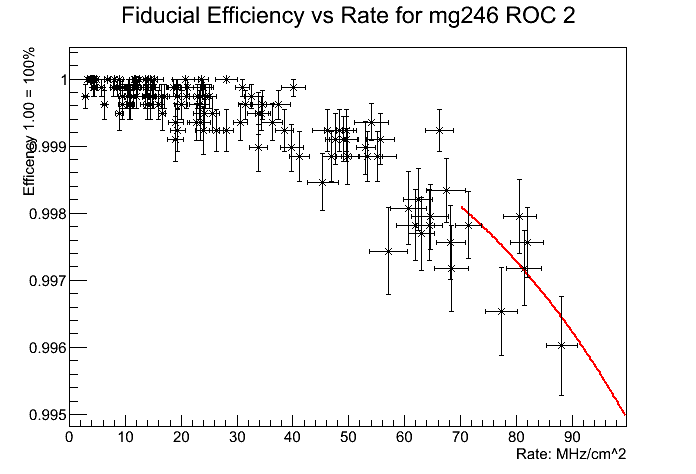 Fiducial Efficiency vs Rate for mg246 ROC 2
Efficency 1.00 = 100%
1
0.999
0.998
0.997
0.996
0.995
0 10 20 30 40 50 60 70 80 90
Rate: MHz/cm^2